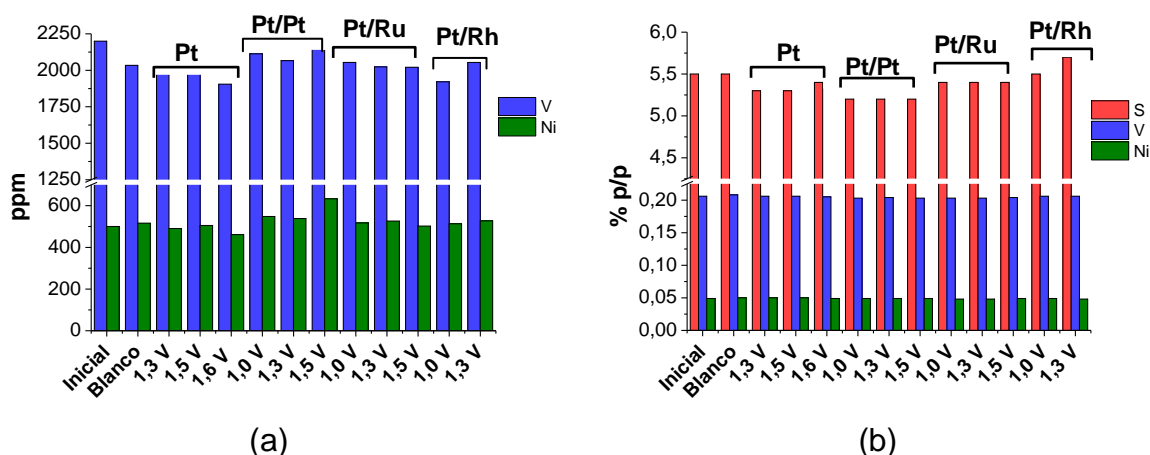 2250
2000
1750
1500
1250
600
400
200
0
ppm
Pt
Pt/Pt
Pt/Ru
Pt/Rh
V
Ni
Inicial
Blanco
1,3 V
1,5 V
1,6 V
1,0 V
1,3 V
1,5 V
1,0 V
1,3 V
1,5 V
1,0 V
1,3 V
(a)
6,0
5,5
5,0
4,5
0,20
0,15
0,10
0,05
0,00
% p/p
Pt
Pt/Pt
Pt/Ru
Pt/Rh
S
V
Ni
Inicial
Blanco
1,3 V
1,5 V
1,6 V
1,0 V
1,3 V
1,5 V
1,0 V
1,3 V
1,5 V
1,0 V
1,3 V
(b)